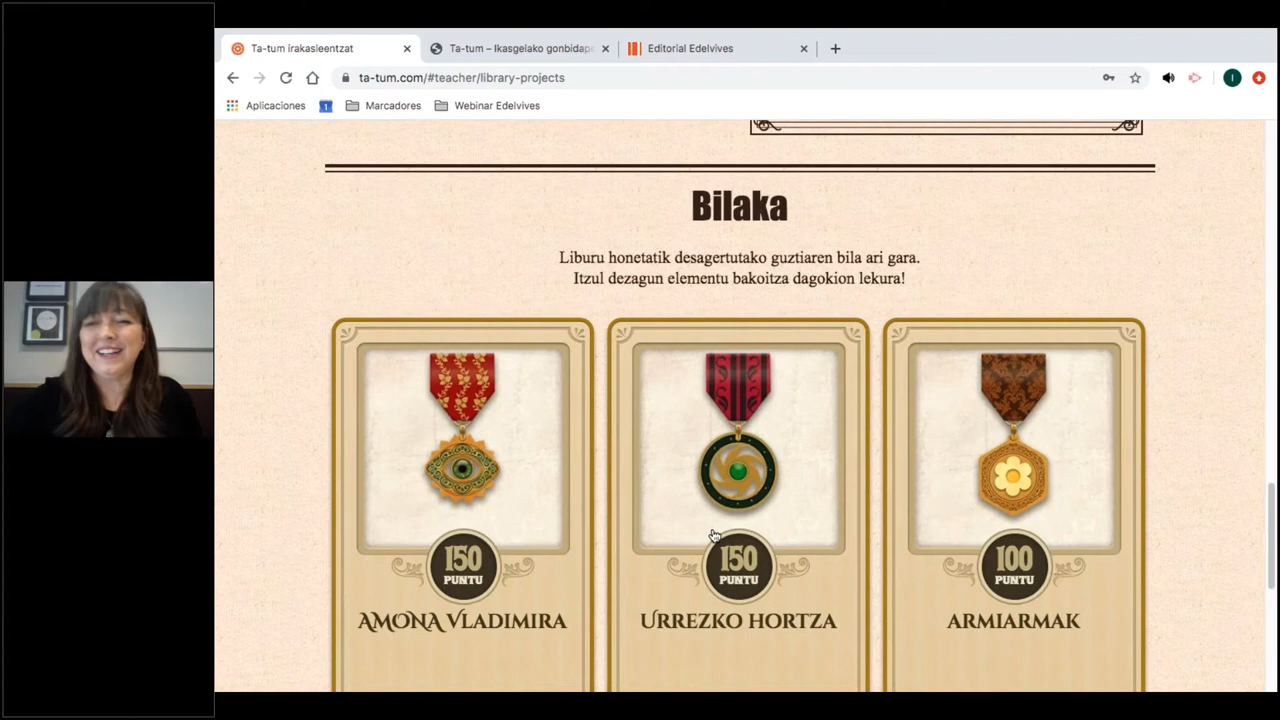 Ta-tum irakasleentzat
Ta-tum – Ikasgelako gonbidape
Editorial Edelvives
ta-tum.com/#teacher/library-projects
Aplicaciones
1
Marcadores
Webinar Edelvives
I
Bilaka
Liburu honetatik desagertutako guztiaren bila ari gara.
Itzul dezagun elementu bakoitza dagokion lekura!
150
PUNTU
AMONA VLADIMIRA
150
PUNTU
URREZKO HORTZA
100
PUNTU
ARMIARMAK